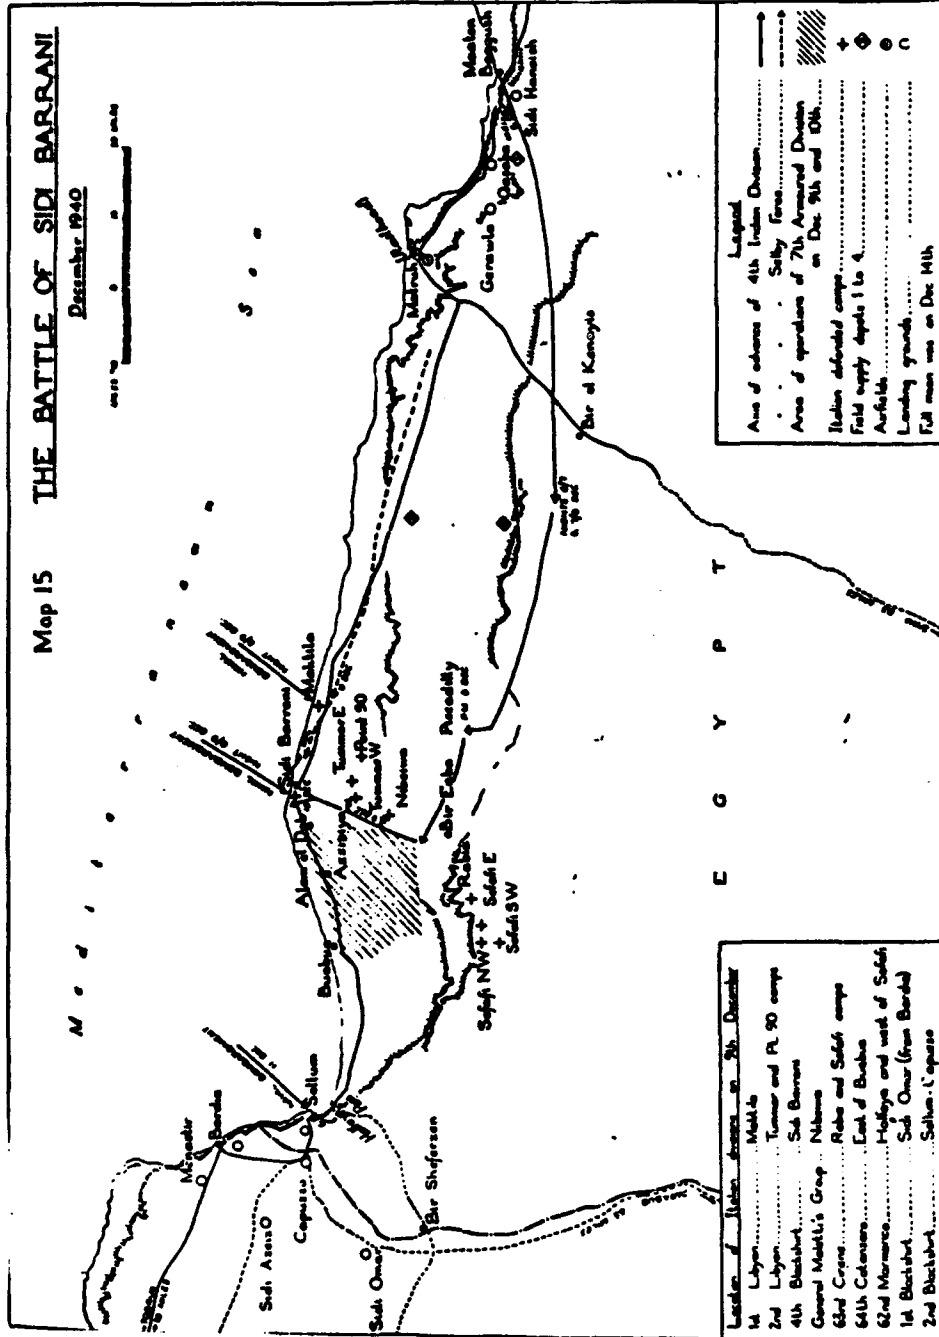 Map 15 THE BATTLE OF SIDI BARRANI
December 1940
Mediterranean Sea
Maaten
Bagguish
Sidi Haneish
Qasaba
Gerawla
Matruh
Bir el Kenayis
Sidi Barrani
Maktila
Alam el Dab
Tummar E
Point 90
Tummar W
Nibeiwa
Azziziya
Bir Enba
Piccadilly
Rabia
Sofafi E
Sofafi SW
Sofafi NW
Buqbuq
Sollum
Bardia
Minastir
Capuzzo
Sidi Azeiz
Sidi Omar
Bir Sheferzen
EGYPT
Legend
Axis of advance of 4th Indian Division
" " " " Selby Force
Area of operations of 7th Armoured Division
on Dec 9th and 10th
Italian defended camps
Field supply depots 1 to 4
Airfields
Landing grounds
Full moon was on Dec 14th
Location of Italian divisions on 9th December
1st Libyan Maktila
2nd Libyan Tummar and Pt. 90 camps
4th Blackshirt Sidi Barrani
General Maletti's Group Nibeiwa
63rd Cirene Rabia and Sofafi camps
64th Catanzaro East of Buqbuq
62nd Marmarica Halfaya and west of Sofafi
1st Blackshirt Sidi Omar (from Bardia)
2nd Blackshirt Sollum-Capuzzo